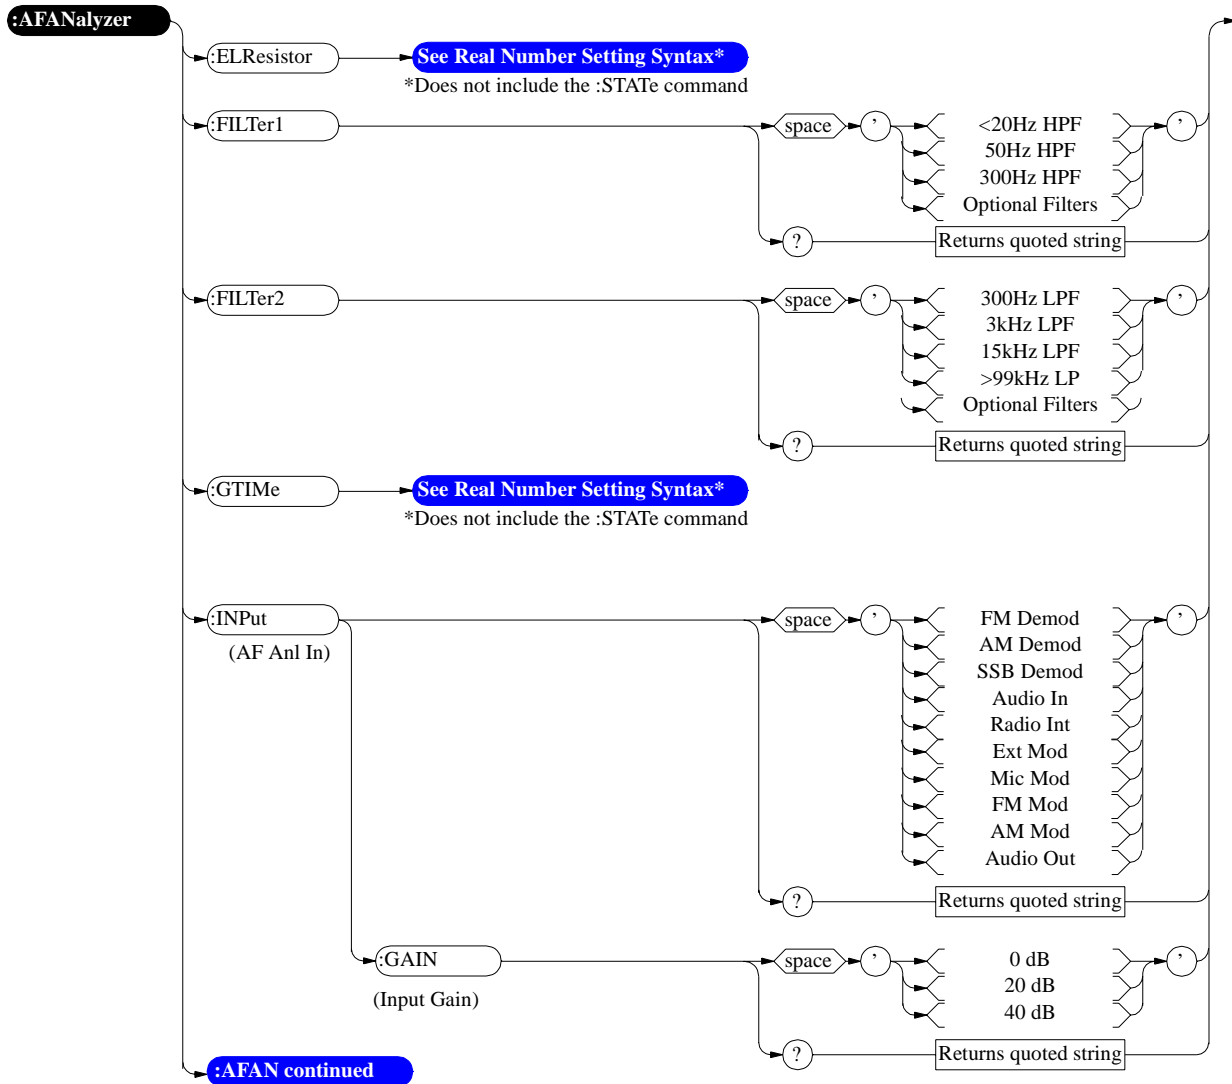 :AFANalyzer
:ELResistor
See Real Number Setting Syntax*
*Does not include the :STATe command
:FILTer1
space
’
<20Hz HPF
50Hz HPF
300Hz HPF
Optional Filters
’
?
Returns quoted string
:FILTer2
space
’
300Hz LPF
3kHz LPF
15kHz LPF
>99kHz LP
Optional Filters
’
?
Returns quoted string
:GTIMe
See Real Number Setting Syntax*
*Does not include the :STATe command
:INPut
(AF Anl In)
space
’
FM Demod
AM Demod
SSB Demod
Audio In
Radio Int
Ext Mod
Mic Mod
FM Mod
AM Mod
Audio Out
’
?
Returns quoted string
:GAIN
(Input Gain)
space
’
0 dB
20 dB
40 dB
’
?
Returns quoted string
:AFAN continued